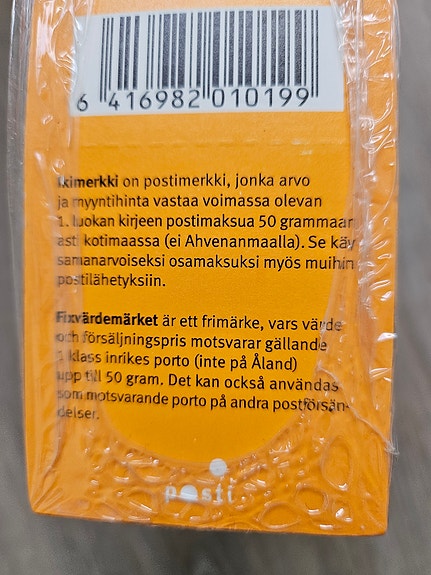 6 416982 010199
Ikimerkki on postimerkki, jonka arvo
ja myyntihinta vastaa voimassa olevan
1. luokan kirjeen postimaksua 50 grammaan
asti kotimaassa (ei Ahvenanmaalla). Se käy
samanarvoiseksi osamaksuksi myös muihin
postilähetyksiin.
Fixvärdemärket är ett frimärke, vars värde
och försäljningspris motsvarar gällande
1 klass inrikes porto (inte på Åland)
upp till 50 gram. Det kan också användas
som motsvarande porto på andra postförsän-
delser.
posti